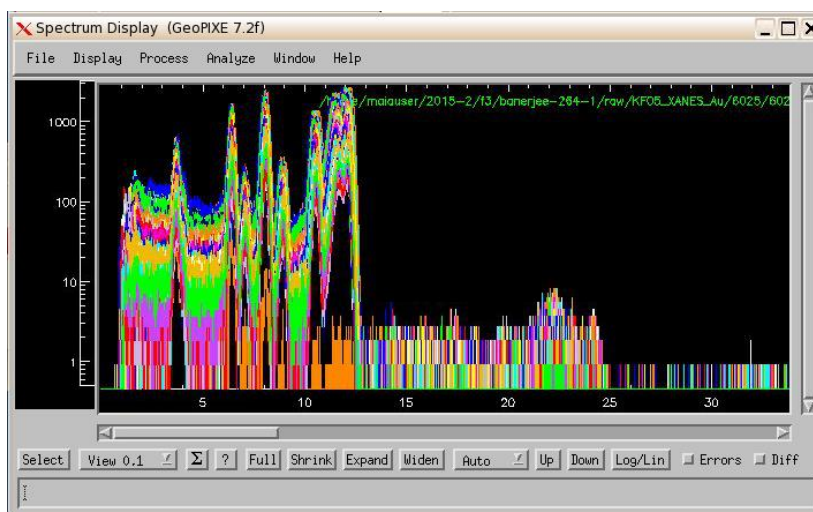 Spectrum Display (GeoPIXE 7.2f)
File Display Process Analyze Window Help
/maiauser/2015-2/f3/banerjee-264-1/raw/KF05_XANES_Au/6025/602
1000
100
10
1
5 10 15 20 25 30
Select View 0.1 Σ ? Full Shrink Expand Widen Auto Up Down Log/Lin Errors Diff